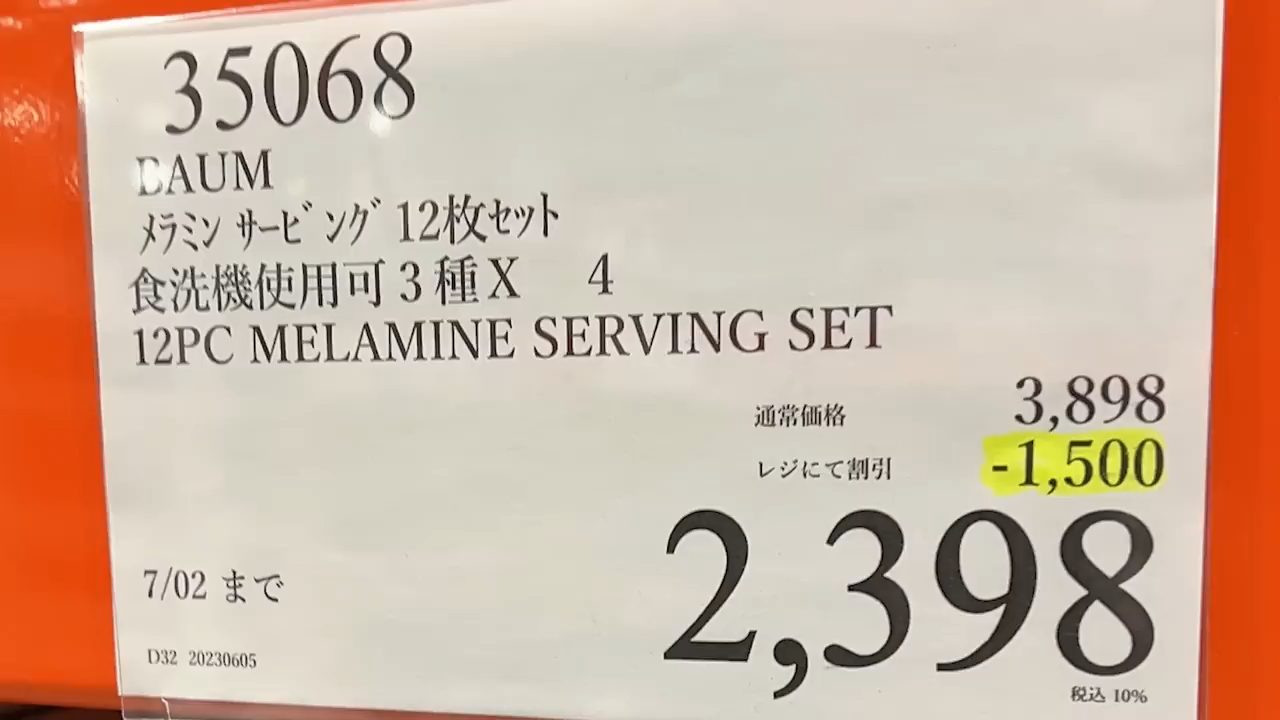 35068
BAUM
ﾒﾗﾐﾝ ｻｰﾋﾞﾝｸﾞ 12枚ｾｯﾄ
食洗機使用可３種X 4
12PC MELAMINE SERVING SET
通常価格 3,898
レジにて割引 -1,500
2,398
7/02 まで
D32 20230605
税込 10%